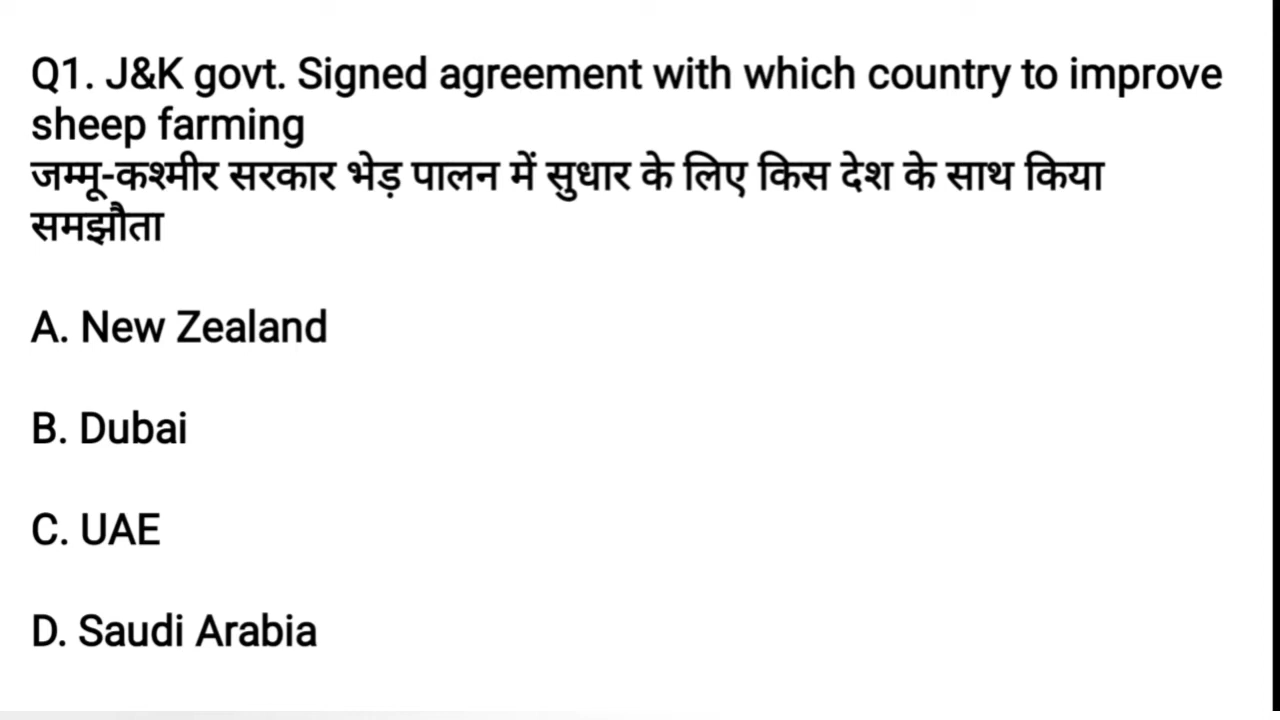 Q1. J&K govt. Signed agreement with which country to improve
sheep farming
जम्मू-कश्मीर सरकार भेड़ पालन में सुधार के लिए किस देश के साथ किया
समझौता
A. New Zealand
B. Dubai
C. UAE
D. Saudi Arabia